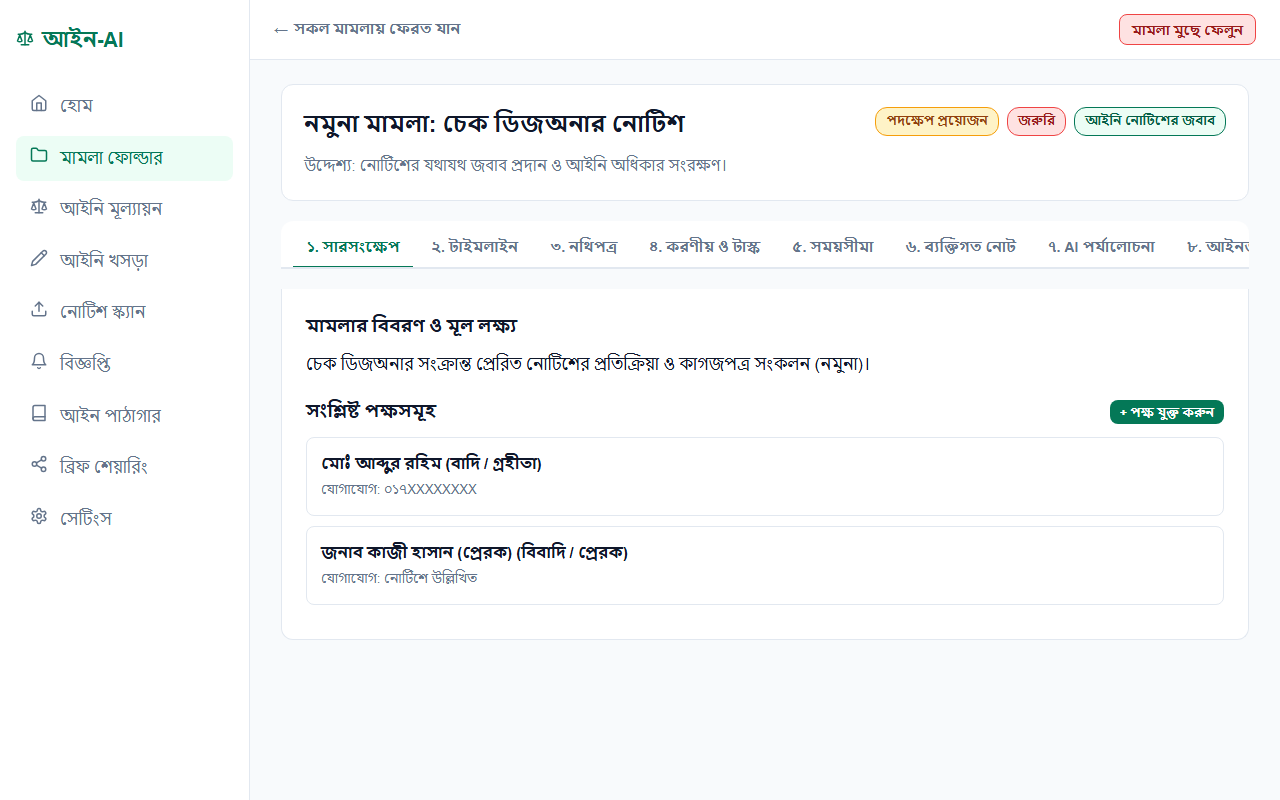 আইন-AI
হোম
মামলা ফোল্ডার
আইনি মূল্যায়ন
আইনি খসড়া
নোটিশ স্ক্যান
বিজ্ঞপ্তি
আইন পাঠাগার
ব্রিফ শেয়ারিং
সেটিংস
← সকল মামলায় ফেরত যান
মামলা মুছে ফেলুন
নমুনা মামলা: চেক ডিজঅনার নোটিশ
পদক্ষেপ প্রয়োজন জরুরি আইনি নোটিশের জবাব
উদ্দেশ্য: নোটিশের যথাযথ জবাব প্রদান ও আইনি অধিকার সংরক্ষণ।
১. সারসংক্ষেপ ২. টাইমলাইন ৩. নথিপত্র ৪. করণীয় ও টাস্ক ৫. সময়সীমা ৬. ব্যক্তিগত নোট ৭. AI পর্যালোচনা ৮.
মামলার বিবরণ ও মূল লক্ষ্য
চেক ডিজঅনার সংক্রান্ত প্রেরিত নোটিশের প্রতিক্রিয়া ও কাগজপত্র সংকলন (নমুনা)।
সংশ্লিষ্ট পক্ষসমূহ
+ পক্ষ যুক্ত করুন
মোঃ আব্দুর রহিম (বাদি / গ্রহীতা)
যোগাযোগ: ০১৭XXXXXXXX
জনাব কাজী হাসান (প্রেরক) (বিবাদি / প্রেরক)
যোগাযোগ: নোটিশে উল্লিখিত